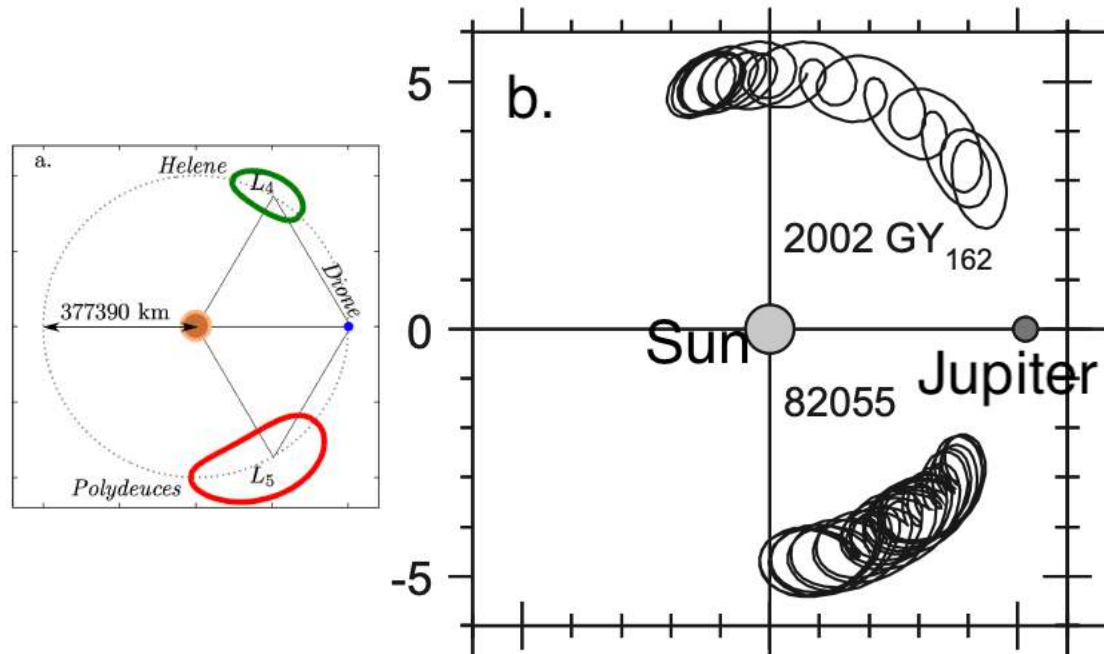 a.
Helene
L4
377390 km
Dione
L5
Polydeuces
b.
5
0
-5
2002 GY162
Sun
Jupiter
82055